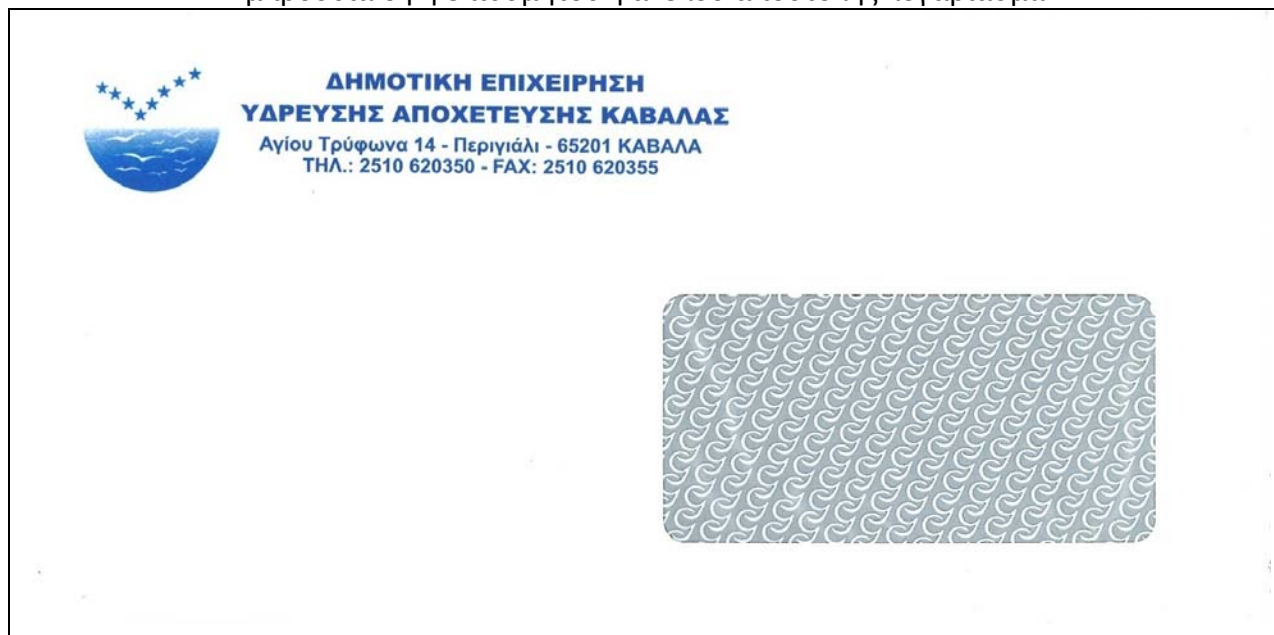 ΔΗΜΟΤΙΚΗ ΕΠΙΧΕΙΡΗΣΗ
ΥΔΡΕΥΣΗΣ ΑΠΟΧΕΤΕΥΣΗΣ ΚΑΒΑΛΑΣ
Αγίου Τρύφωνα 14 - Περιγιάλι - 65201 ΚΑΒΑΛΑ
ΤΗΛ.: 2510 620350 - FAX: 2510 620355